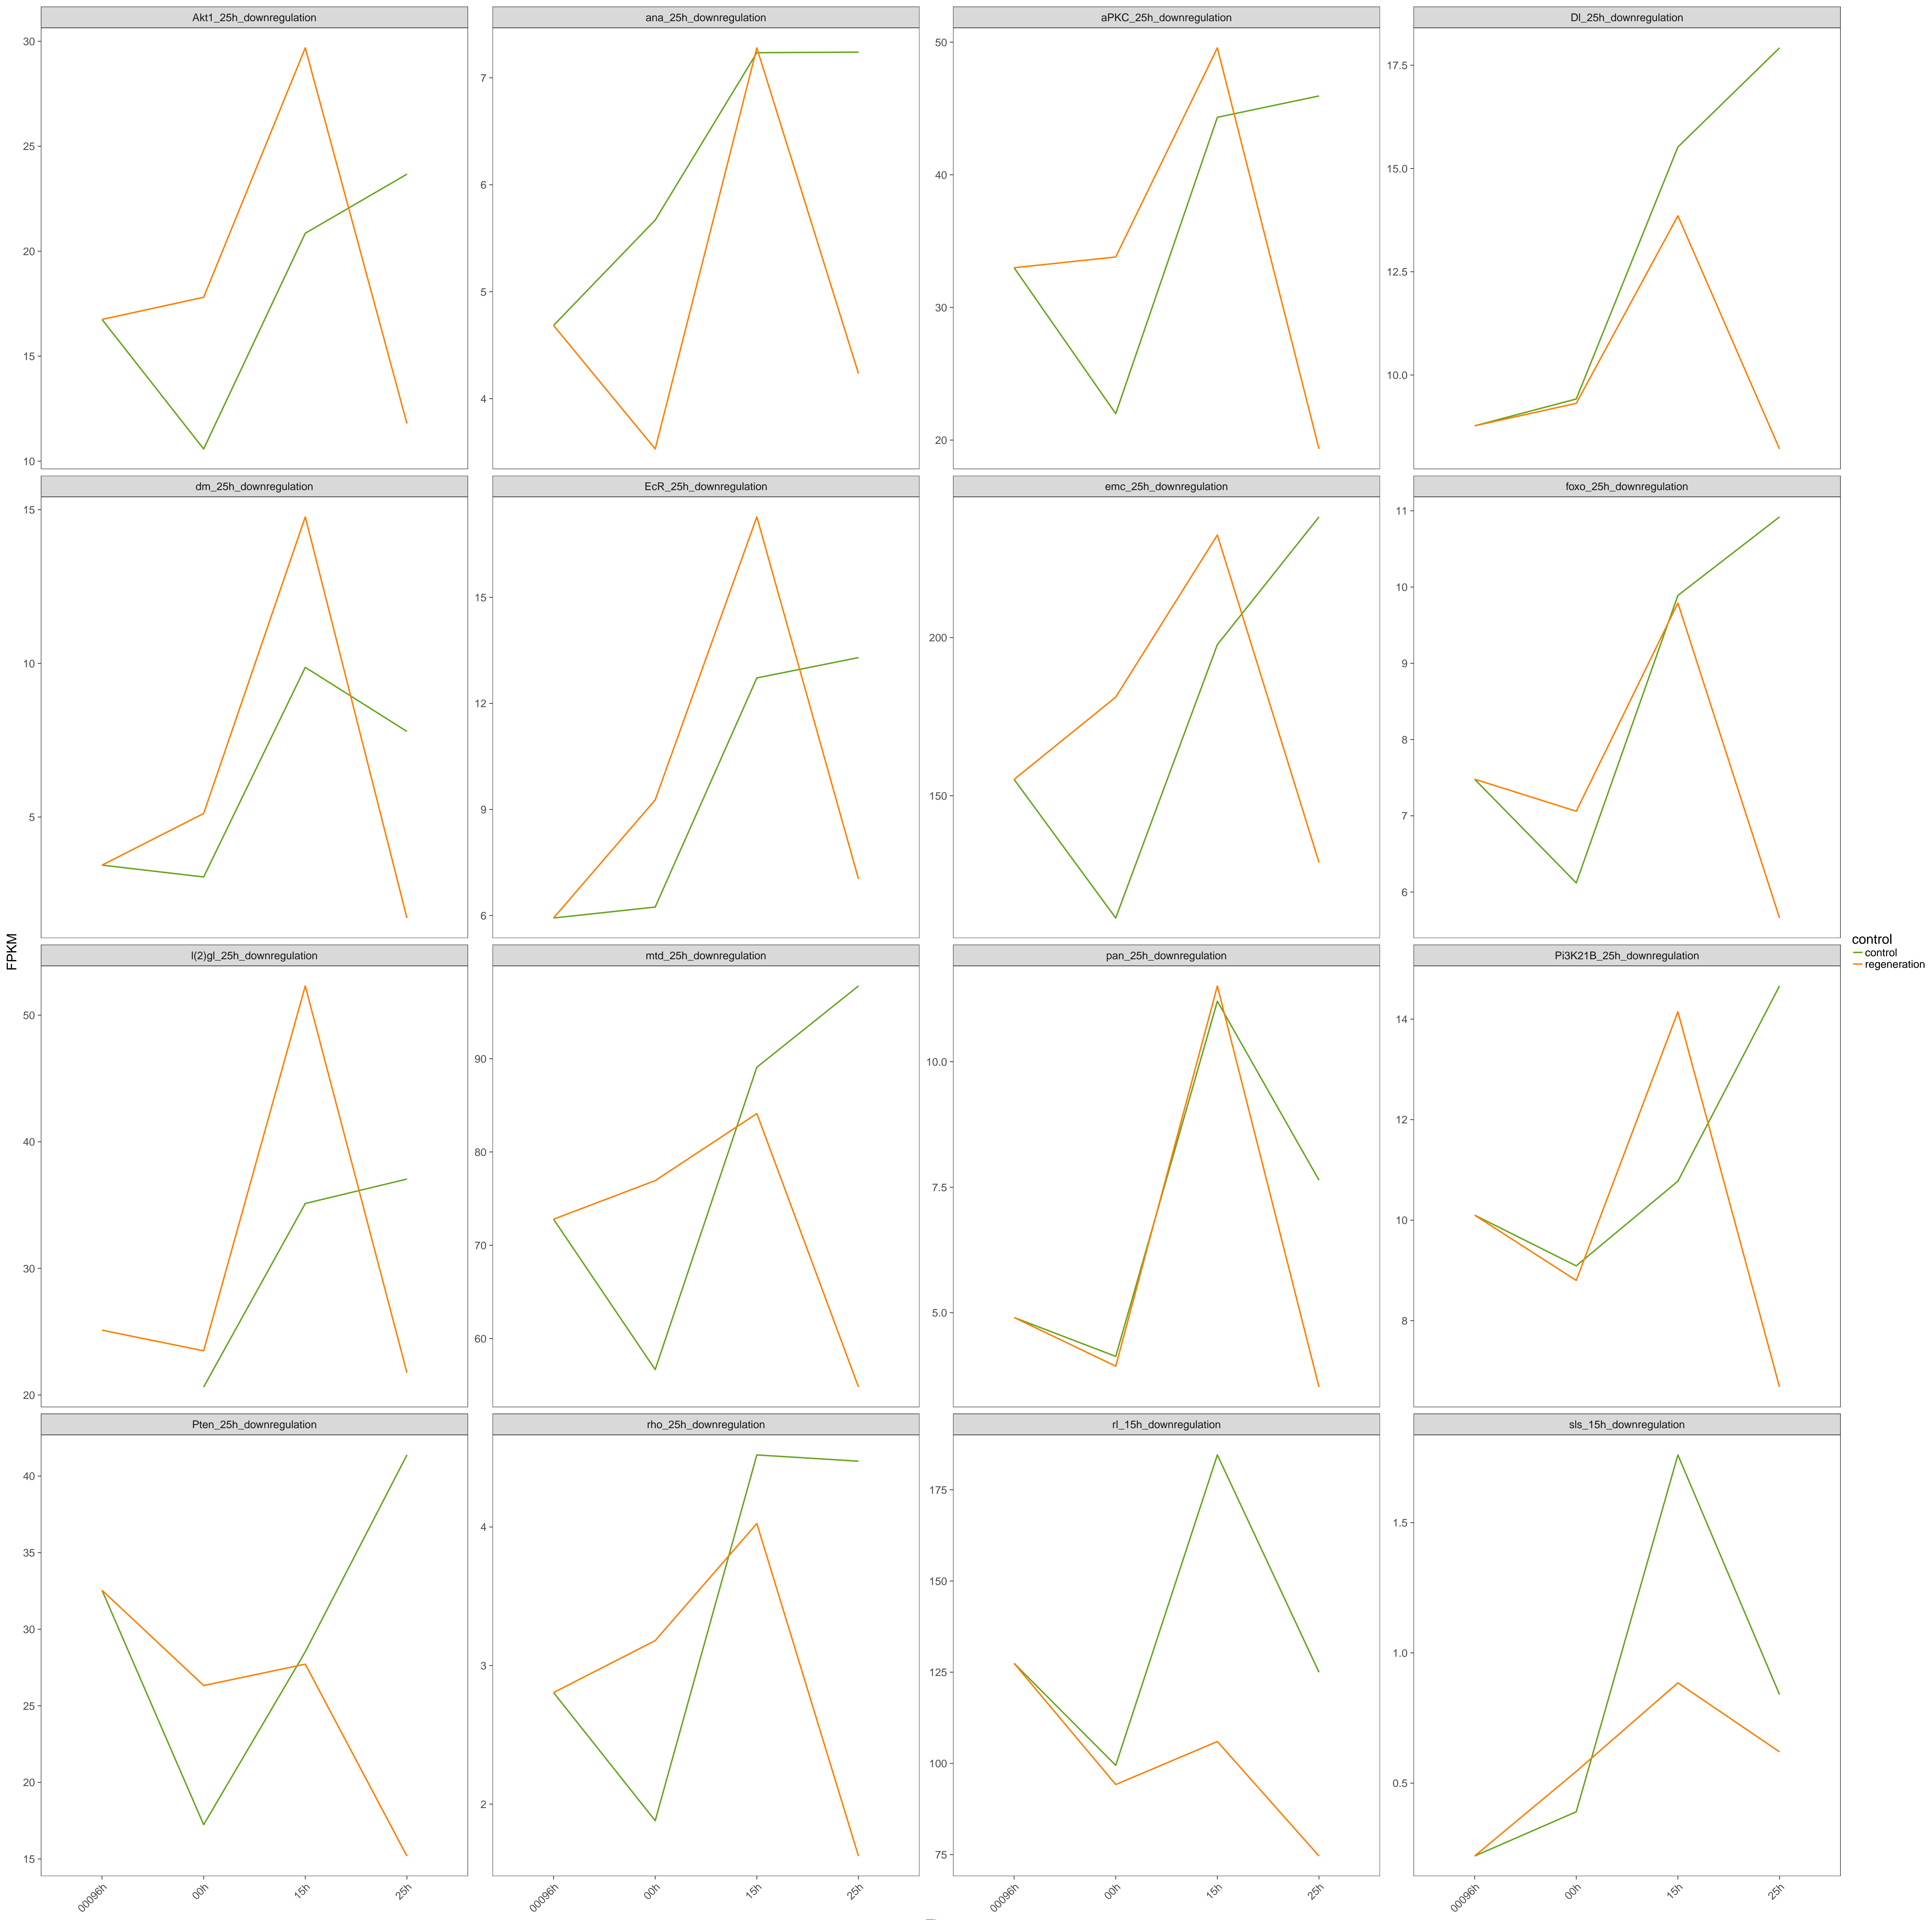 Akt1_25h_downregulation
ana_25h_downregulation
aPKC_25h_downregulation
Dl_25h_downregulation
30
25
20
15
10
7
6
5
4
50
40
30
20
17.5
15.0
12.5
10.0
dm_25h_downregulation
EcR_25h_downregulation
emc_25h_downregulation
foxo_25h_downregulation
15
10
5
15
12
9
6
200
150
11
10
9
8
7
6
FPKM
control
control
regeneration
l(2)gl_25h_downregulation
mtd_25h_downregulation
pan_25h_downregulation
Pi3K21B_25h_downregulation
50
40
30
20
90
80
70
60
10.0
7.5
5.0
14
12
10
8
Pten_25h_downregulation
rho_25h_downregulation
rl_15h_downregulation
sls_15h_downregulation
40
35
30
25
20
15
4
3
2
175
150
125
100
75
1.5
1.0
0.5
00096h
00h
15h
25h
00096h
00h
15h
25h
00096h
00h
15h
25h
00096h
00h
15h
25h